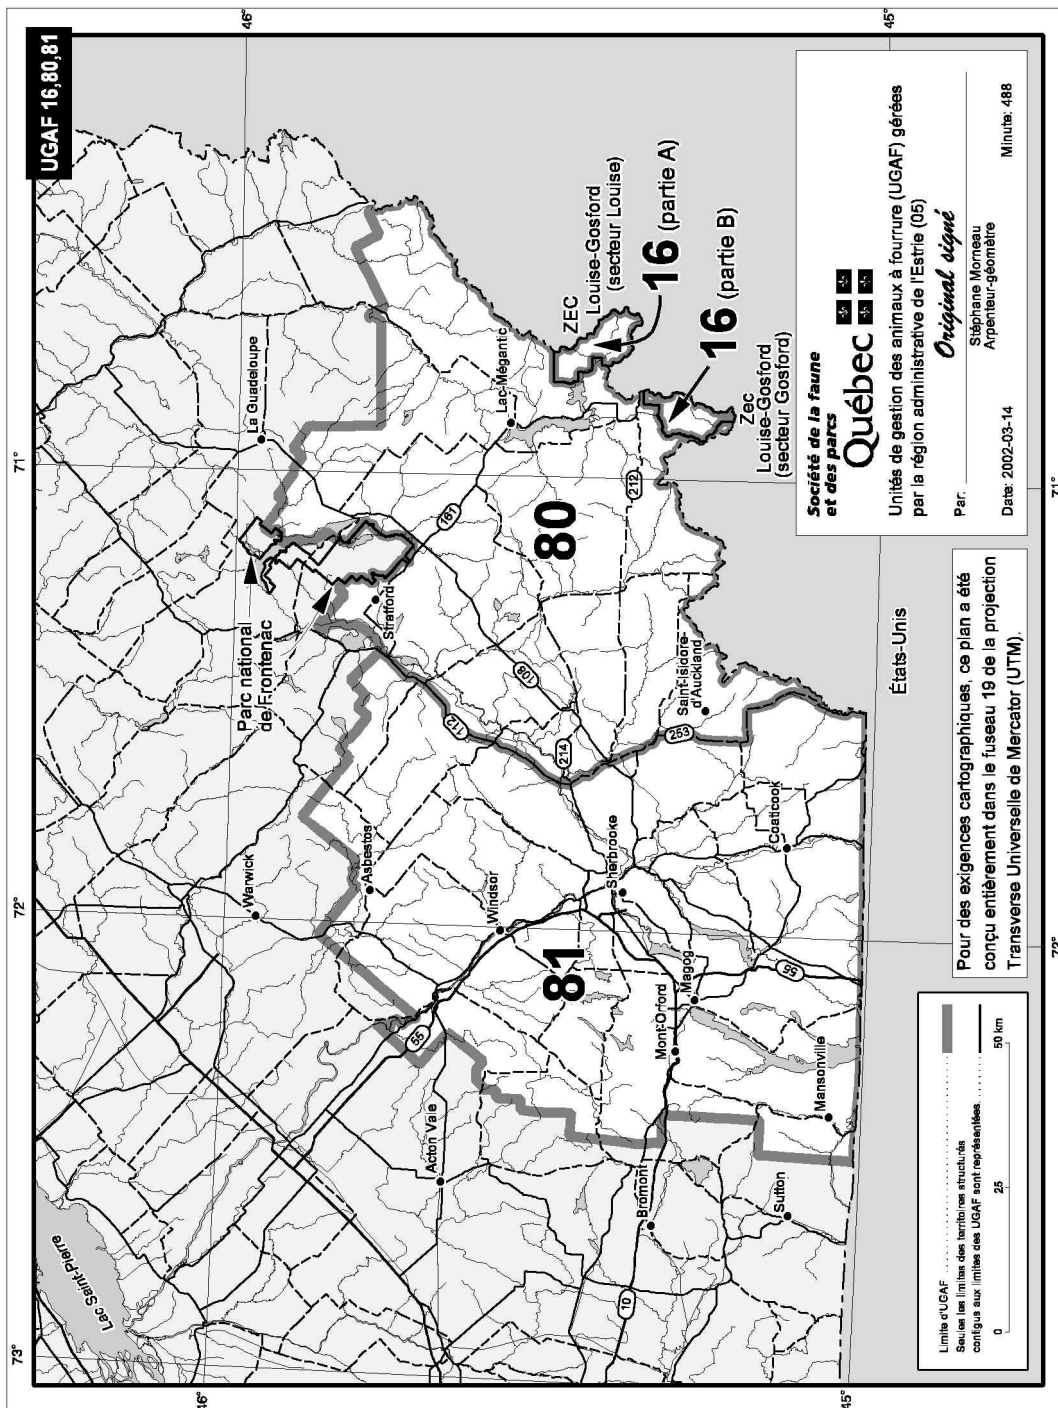 UGAF 16,80,81
73°
72°
71°
46°
46°
Lac Saint-Pierre
Warwick
La Guadeloupe
Parc national
de Frontenac
Asbestos
Stratford
Acton Vale
55
Windsor
112
161
Lac-Mégantic
108
81
80
214
212
ZEC
Louise-Gosford
(secteur Louise)
16 (partie A)
16 (partie B)
Zec
Louise-Gosford
(secteur Gosford)
Bromont
10
Mont-Orford
Magog
Sherbrooke
253
Saint-Isidore-
d'Auckland
Sutton
Mansonville
55
Coaticook
États-Unis
45°
45°
72°
71°
Limite d'UGAF
Seules les limites des territoires structurés
contigus aux limites des UGAF sont représentées
0 25 50 km
Pour des exigences cartographiques, ce plan a été
conçu entièrement dans le fuseau 19 de la projection
Transverse Universelle de Mercator (UTM).
Société de la faune
et des parcs
Québec
Unités de gestion des animaux à fourrure (UGAF) gérées
par la région administrative de l'Estrie (05)
Par: Original signé
Stéphane Morneau
Arpenteur-géomètre
Date: 2002-03-14 Minute: 488